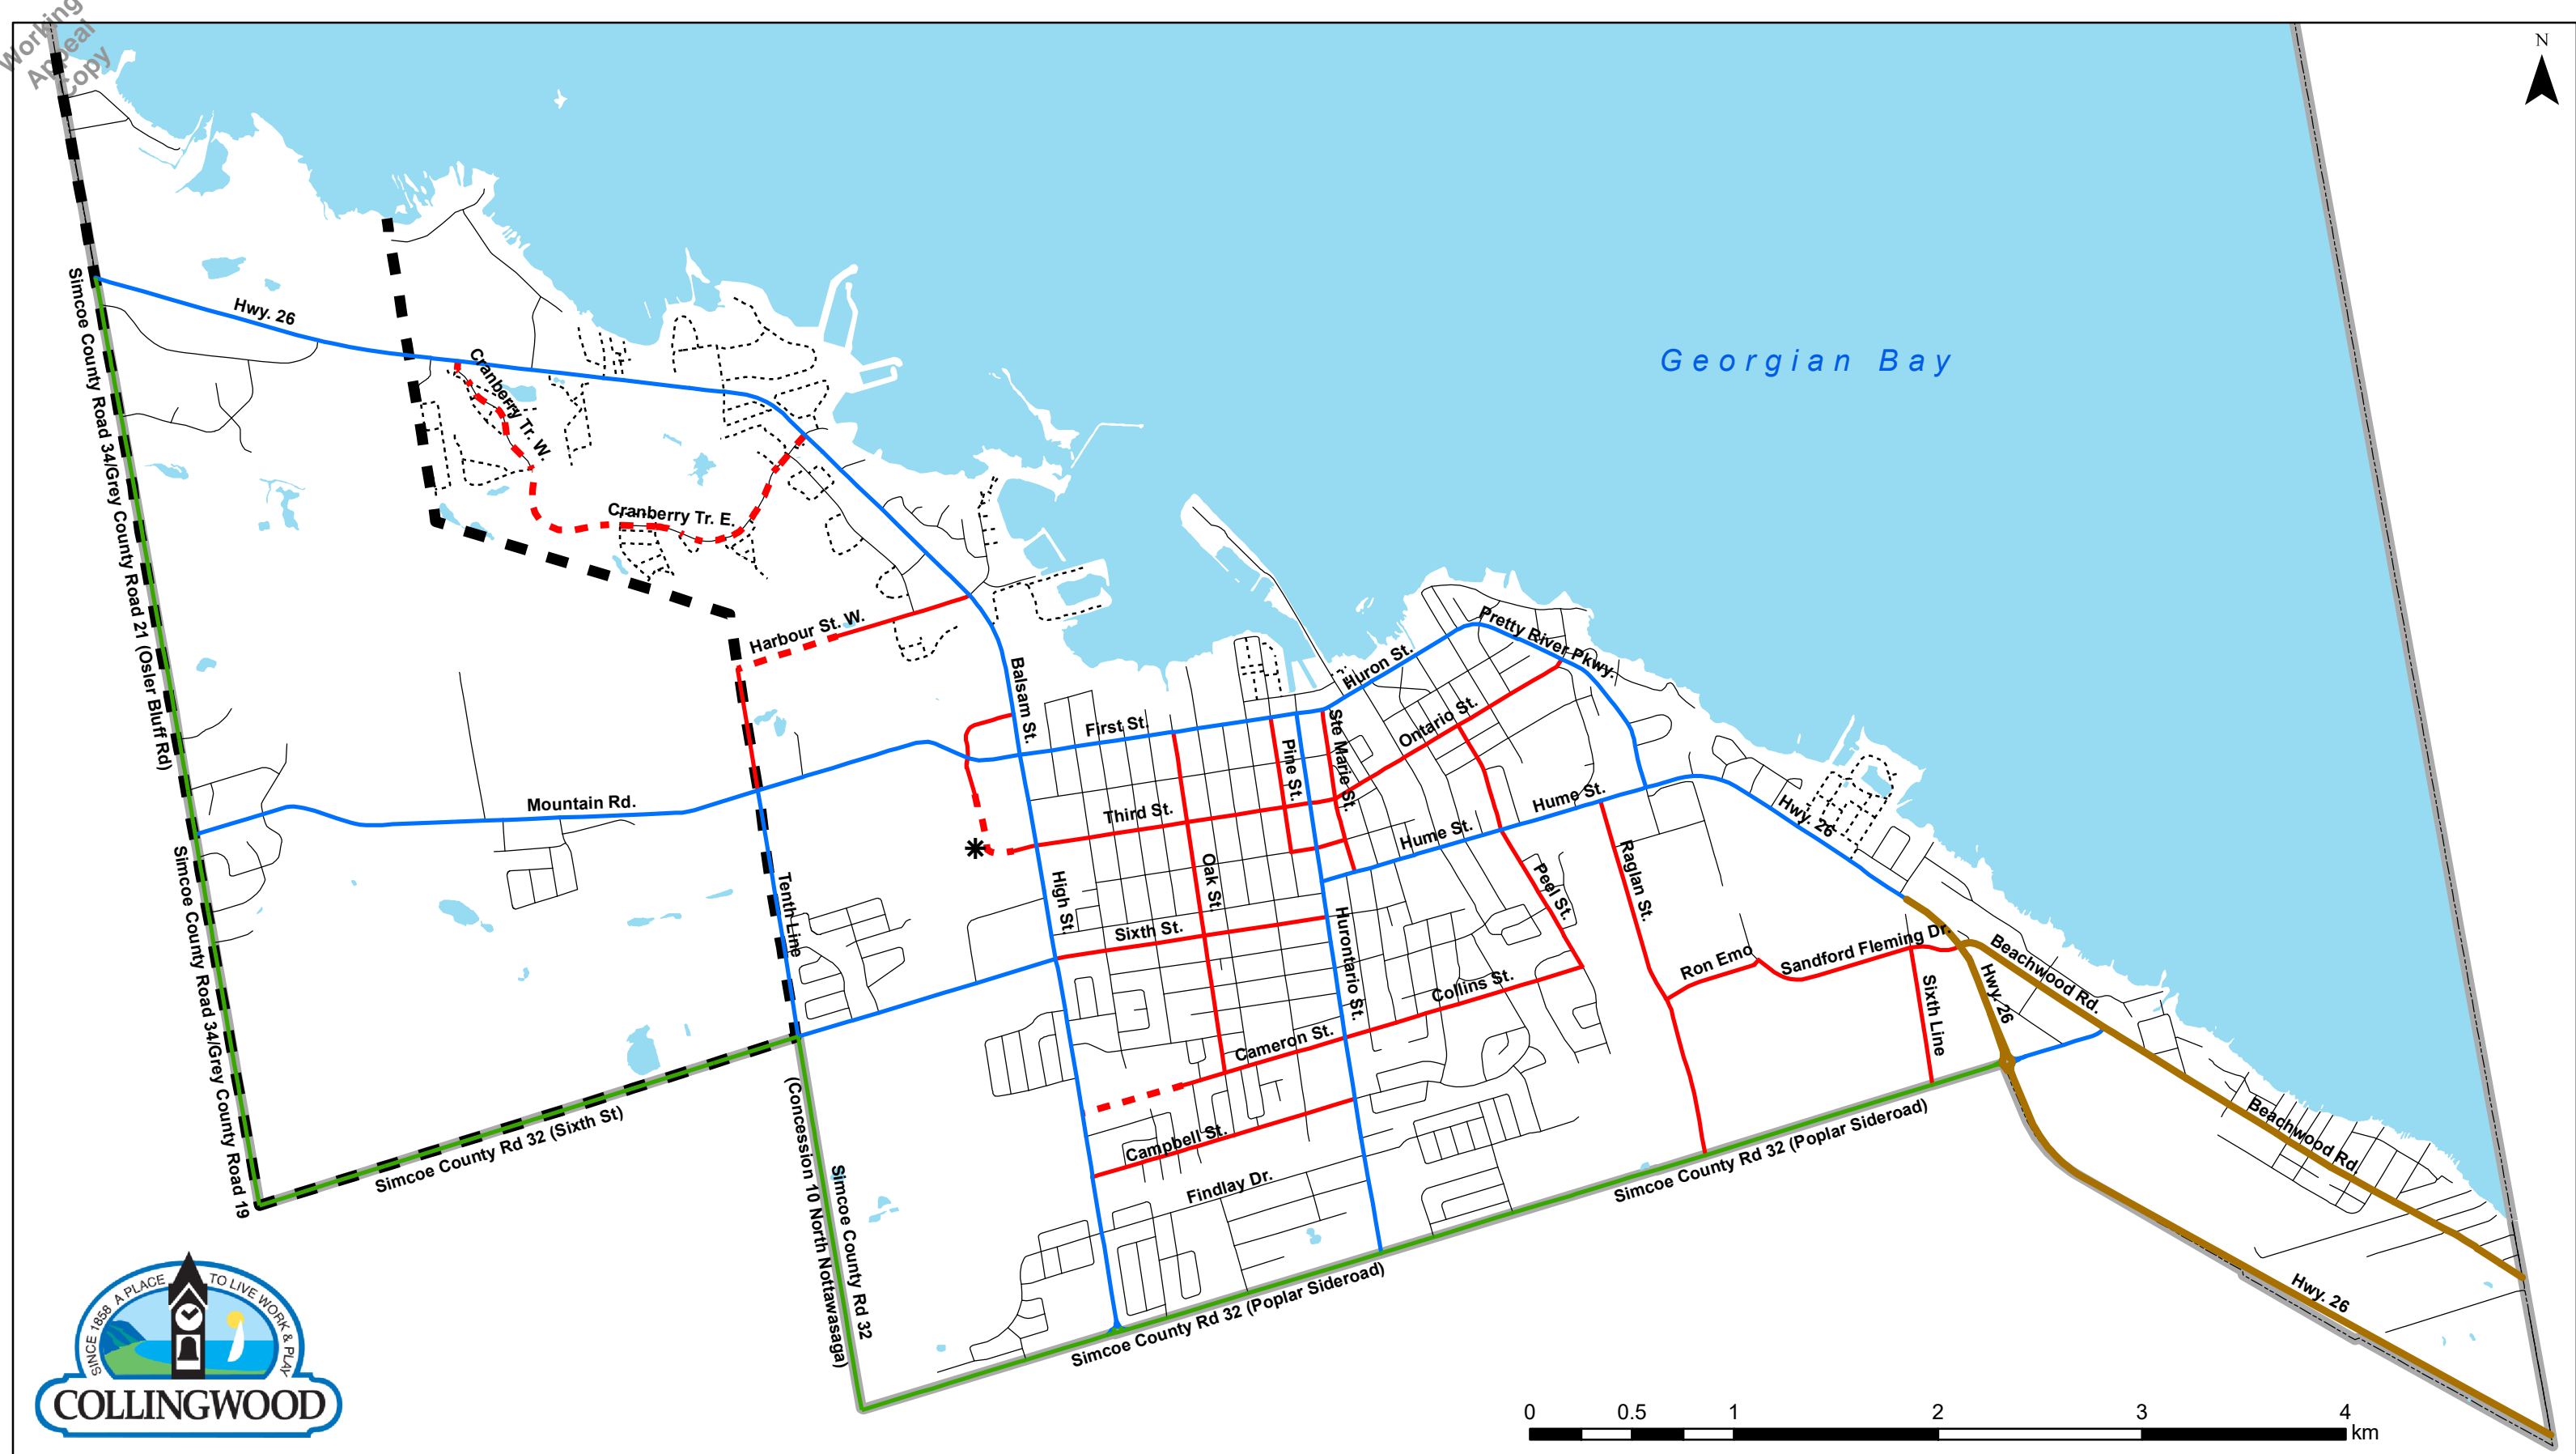 Working
Appeal
Copy
N
Georgian Bay
Hwy. 26
Cranberry Tr. W.
Cranberry Tr. E.
Simcoe County Road 34/Grey County Road 21 (Osler Bluff Rd)
Harbour St. W.
Balsam St.
Huron St.
Pretty River Pkwy.
First St.
Ontario St.
Pine St.
Ste Marie St.
Mountain Rd.
Third St.
Hume St.
Hume St.
Hwy. 26
Simcoe County Road 34/Grey County Road 19
Tenth Line
High St.
Oak St.
Peel St.
Raglan St.
Sixth St.
Hurontario St.
Ron Emo
Sandford Fleming Dr.
Beachwood Rd.
Hwy. 26
Sixth Line
Collins St.
Cameron St.
Campbell St.
Findlay Dr.
Beachwood Rd.
Simcoe County Rd 32 (Sixth St)
Simcoe County Rd 32
(Concession 10 North Nottawasaga)
Simcoe County Rd 32 (Poplar Sideroad)
Simcoe County Rd 32 (Poplar Sideroad)
Hwy. 26
SINCE 1858 A PLACE TO LIVE WORK & PLAY
COLLINGWOOD
0 0.5 1 2 3 4
km